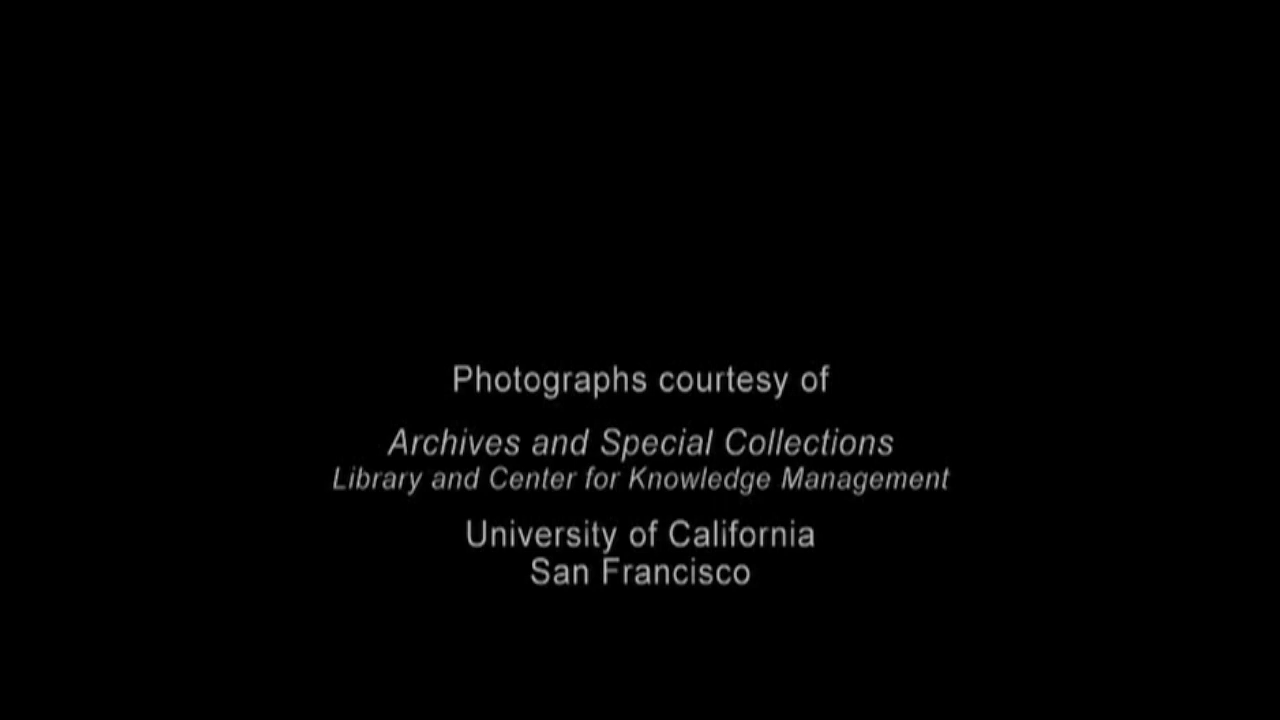 Photographs courtesy of
Archives and Special Collections
Library and Center for Knowledge Management
University of California
San Francisco